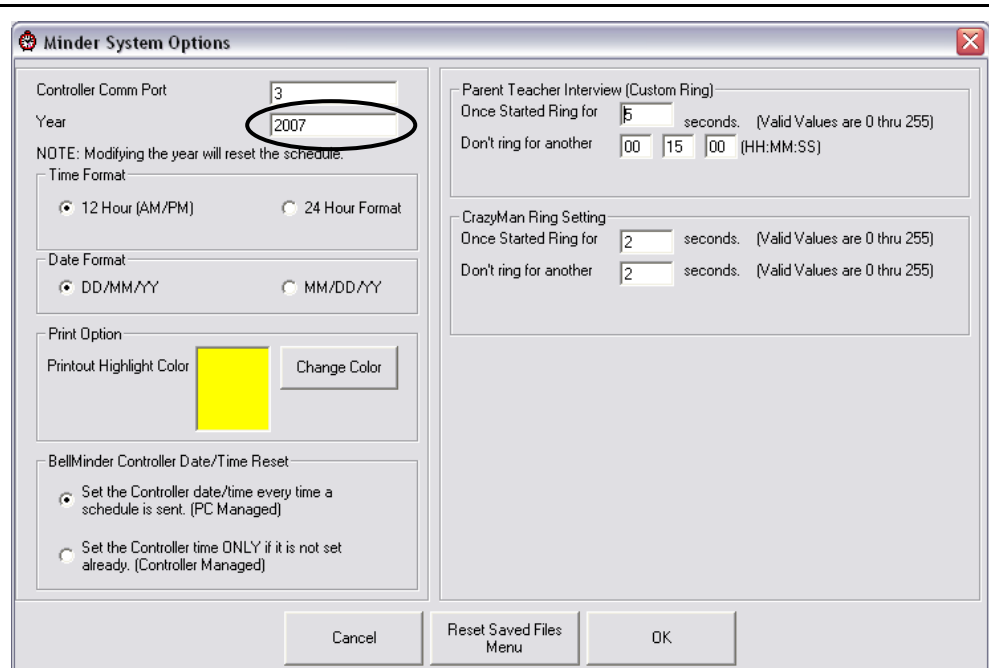 Minder System Options
Controller Comm Port 3
Year 2007
NOTE: Modifying the year will reset the schedule.
Time Format
12 Hour (AM/PM) 24 Hour Format
Date Format
DD/MM/YY MM/DD/YY
Print Option
Printout Highlight Color Change Color
BellMinder Controller Date/Time Reset
Set the Controller date/time every time a
schedule is sent. (PC Managed)
Set the Controller time ONLY if it is not set
already. (Controller Managed)
Parent Teacher Interview (Custom Ring)
Once Started Ring for 5 seconds. (Valid Values are 0 thru 255)
Don't ring for another 00 15 00 (HH:MM:SS)
CrazyMan Ring Setting
Once Started Ring for 2 seconds. (Valid Values are 0 thru 255)
Don't ring for another 2 seconds. (Valid Values are 0 thru 255)
Cancel Reset Saved Files OK
Menu